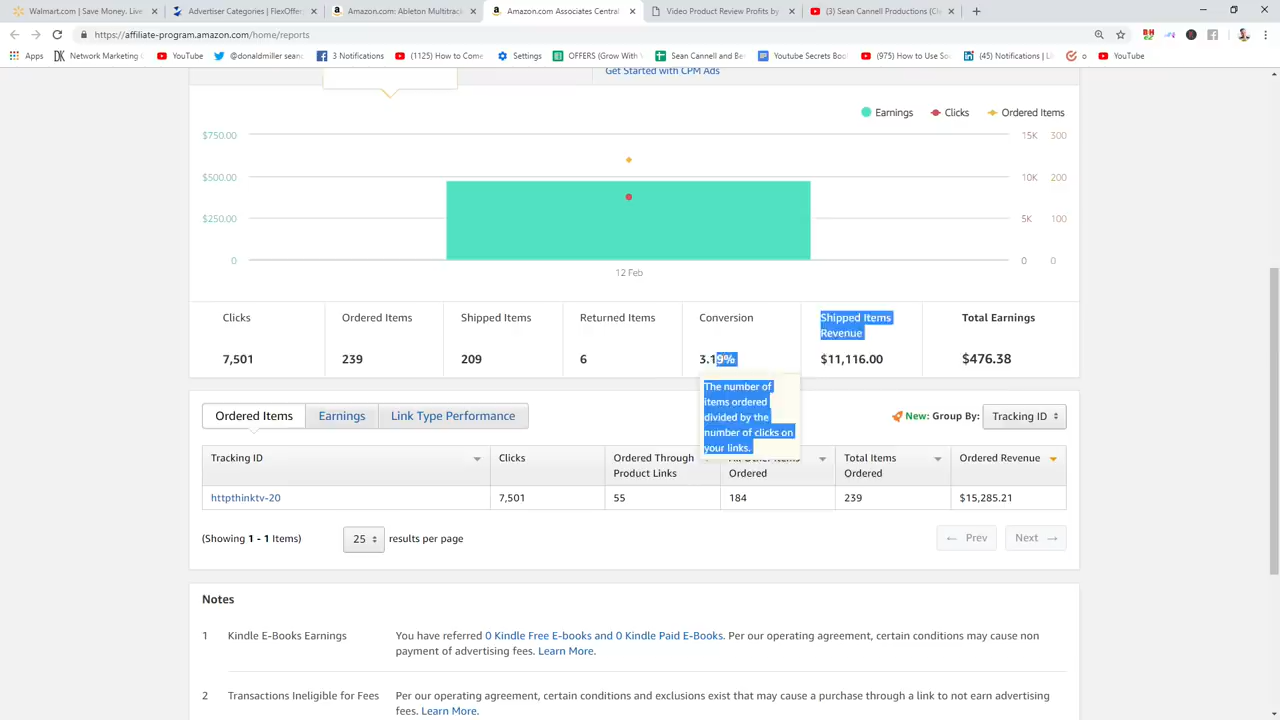 Walmart.com | Save Money. Live
Advertiser Categories | FlexOffer
Amazon.com: Ableton Multitrack
Amazon.com Associates Central
Video Product Review Profits by
(3) Sean Cannell Productions (Cl
https://affiliate-program.amazon.com/home/reports
Apps
Network Marketing
YouTube
@donaldmiller seanc
3 Notifications
(1125) How to Come
Settings
OFFERS (Grow With
Sean Cannell and Be
Youtube Secrets Boo
(975) How to Use So
(45) Notifications | L
o
YouTube
Get Started with CPM Ads
Earnings Clicks Ordered Items
$750.00 15K 300
$500.00 10K 200
$250.00 5K 100
0 0 0
12 Feb
Clicks Ordered Items Shipped Items Returned Items Conversion Shipped Items Total Earnings
Revenue
7,501 239 209 6 3.19% $11,116.00 $476.38
The number of
items ordered
divided by the
number of clicks on
your links.
Ordered Items Earnings Link Type Performance New: Group By: Tracking ID
Tracking ID Clicks Ordered Through Total Items Ordered Revenue
Product Links Ordered Ordered
httpthinktv-20 7,501 55 184 239 $15,285.21
(Showing 1 - 1 Items) 25 results per page ← Prev Next →
Notes
1 Kindle E-Books Earnings You have referred 0 Kindle Free E-books and 0 Kindle Paid E-Books. Per our operating agreement, certain conditions may cause non
payment of advertising fees. Learn More.
2 Transactions Ineligible for Fees Per our operating agreement, certain conditions and exclusions exist that may cause a purchase through a link to not earn advertising
fees. Learn More.